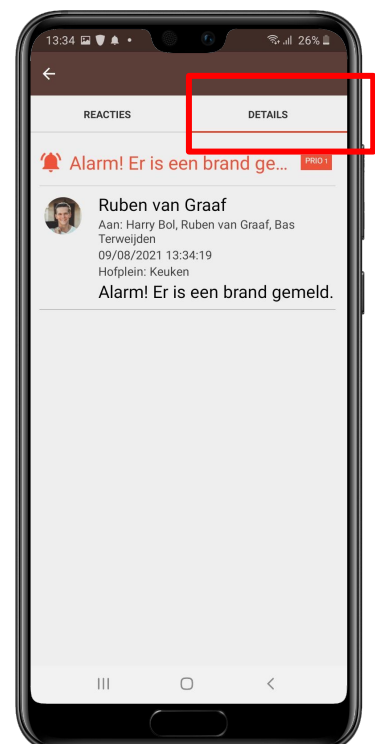 13:34 26%
REACTIES DETAILS
Alarm! Er is een brand ge... PRIO 1
Ruben van Graaf
Aan: Harry Bol, Ruben van Graaf, Bas
Terweijden
09/08/2021 13:34:19
Hofplein: Keuken
Alarm! Er is een brand gemeld.